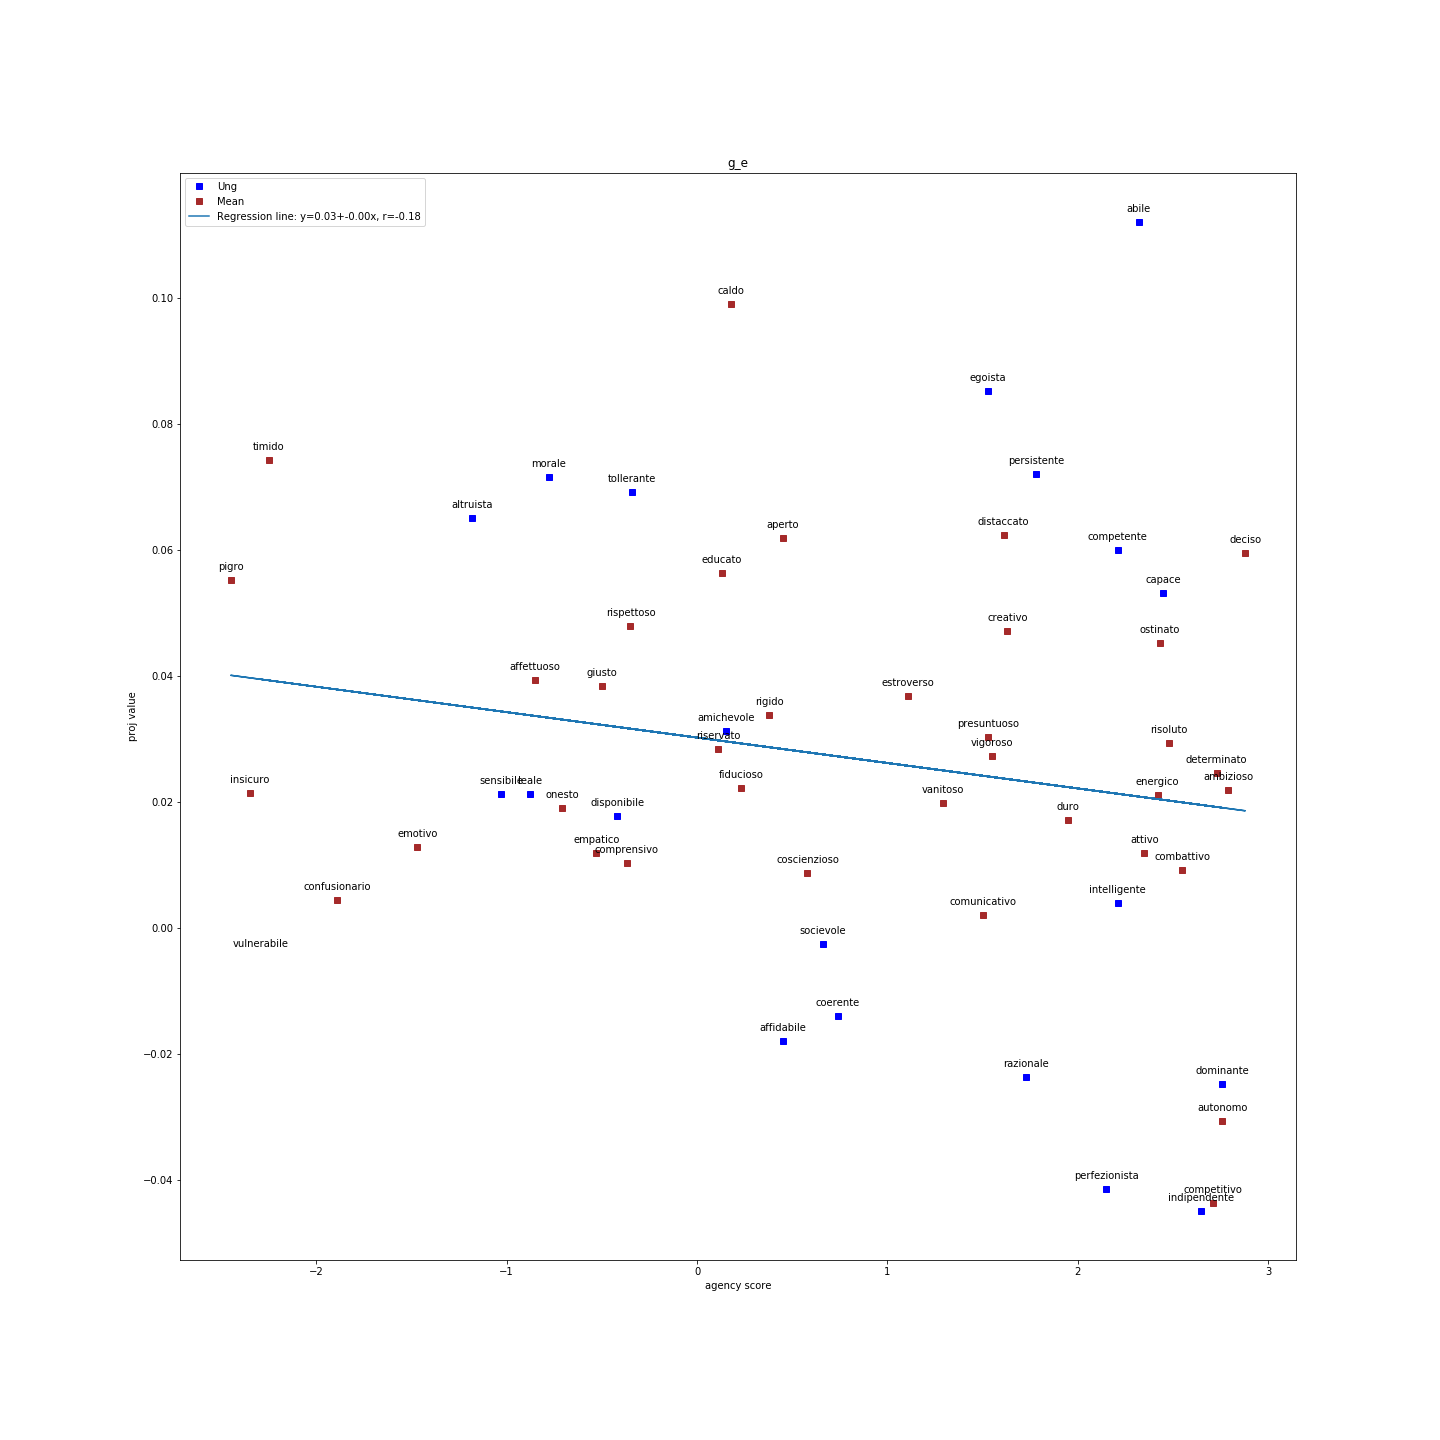 g_e
Ung
Mean
Regression line: y=0.03+-0.00x, r=-0.18
abile
caldo
egoista
timido
morale
persistente
tollerante
altruista
aperto
distaccato
competente
deciso
educato
pigro
capace
rispettoso
creativo
ostinato
affettuoso
giusto
estroverso
rigido
amichevole
presuntuoso
risoluto
riservato
vigoroso
determinato
insicuro
sensibile
leale
fiducioso
energico
ambizioso
onesto
disponibile
vanitoso
duro
emotivo
empatico
comprensivo
attivo
combattivo
coscienzioso
confusionario
intelligente
comunicativo
vulnerabile
socievole
coerente
affidabile
razionale
dominante
autonomo
perfezionista
competitivo
indipendente
0.10
0.08
0.06
0.04
0.02
0.00
−0.02
−0.04
proj value
−2
−1
0
1
2
3
agency score